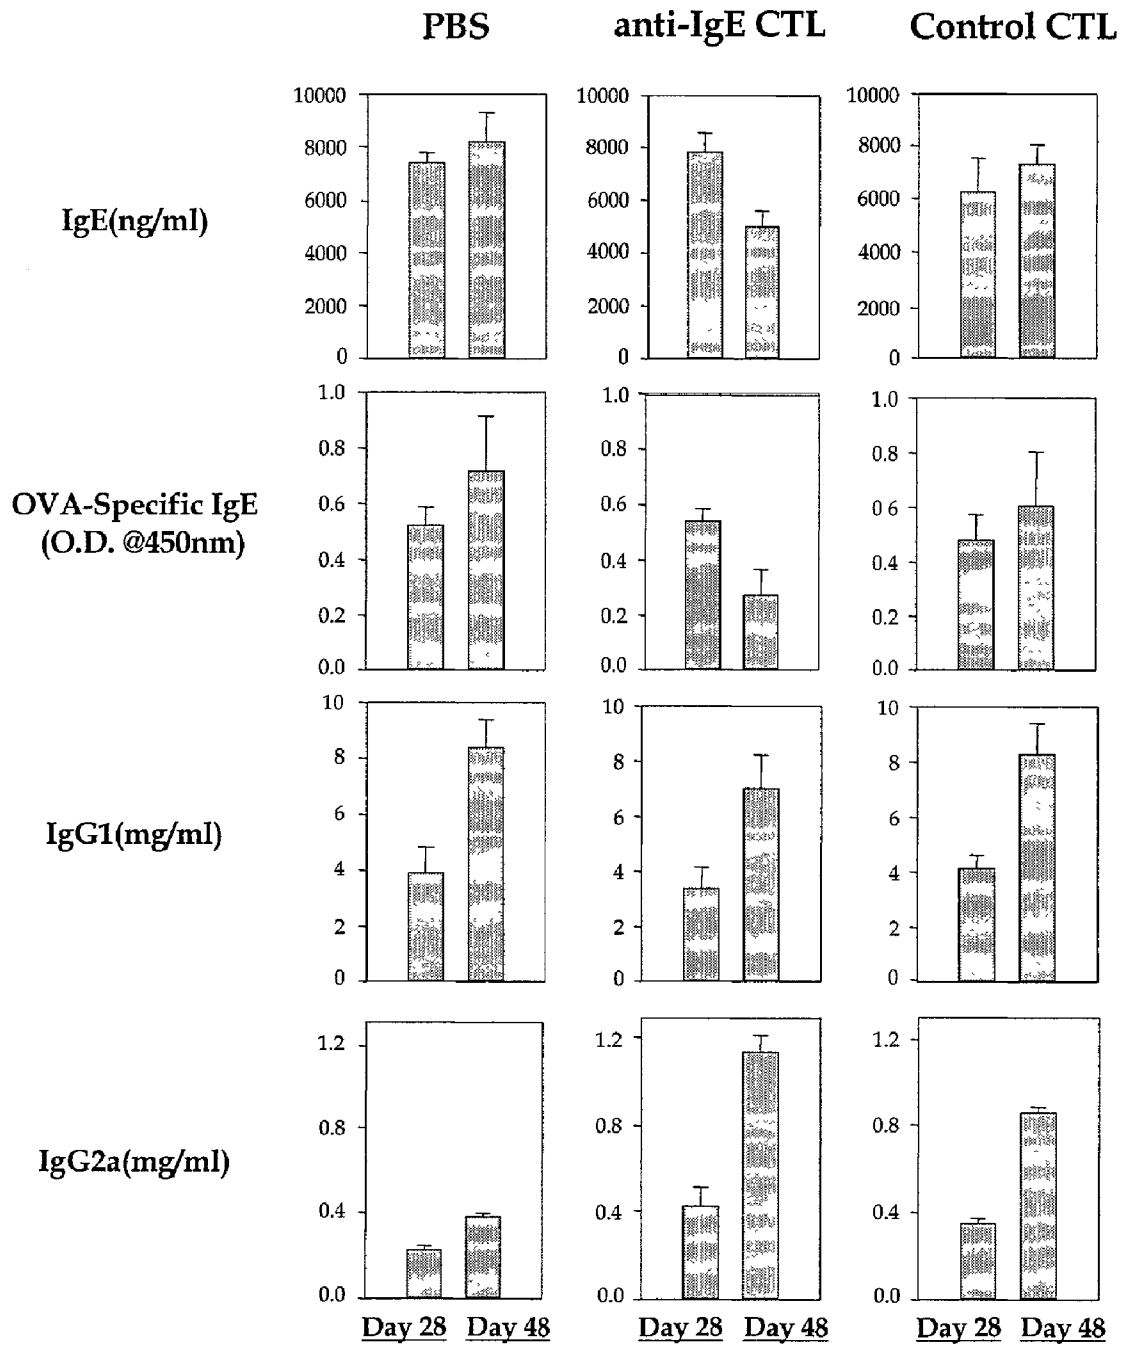 PBS anti-IgE CTL Control CTL
IgE(ng/ml)
10000 8000 6000 4000 2000 0
10000 8000 6000 4000 2000 0
10000 8000 6000 4000 2000 0
OVA-Specific IgE
(O.D. @450nm)
1.0 0.8 0.6 0.4 0.2 0.0
1.0 0.8 0.6 0.4 0.2 0.0
1.0 0.8 0.6 0.4 0.2 0.0
IgG1(mg/ml)
10 8 6 4 2 0
10 8 6 4 2 0
10 8 6 4 2 0
IgG2a(mg/ml)
1.2 0.8 0.4 0.0
1.2 0.8 0.4 0.0
1.2 0.8 0.4 0.0
Day 28 Day 48 Day 28 Day 48 Day 28 Day 48